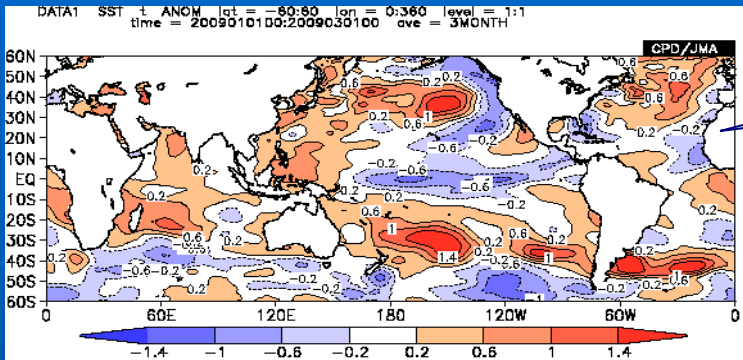 DATA1 SST t ANOM lat = -60:60 lon = 0:360 level = 1:1
time = 2009010100:2009030100 ave = 3MONTH
CPD/JMA
60N
50N
40N
30N
20N
10N
EQ
10S
20S
30S
40S
50S
60S
0 60E 120E 180 120W 60W 0
-1.4 -1 -0.6 -0.2 0.2 0.6 1 1.4